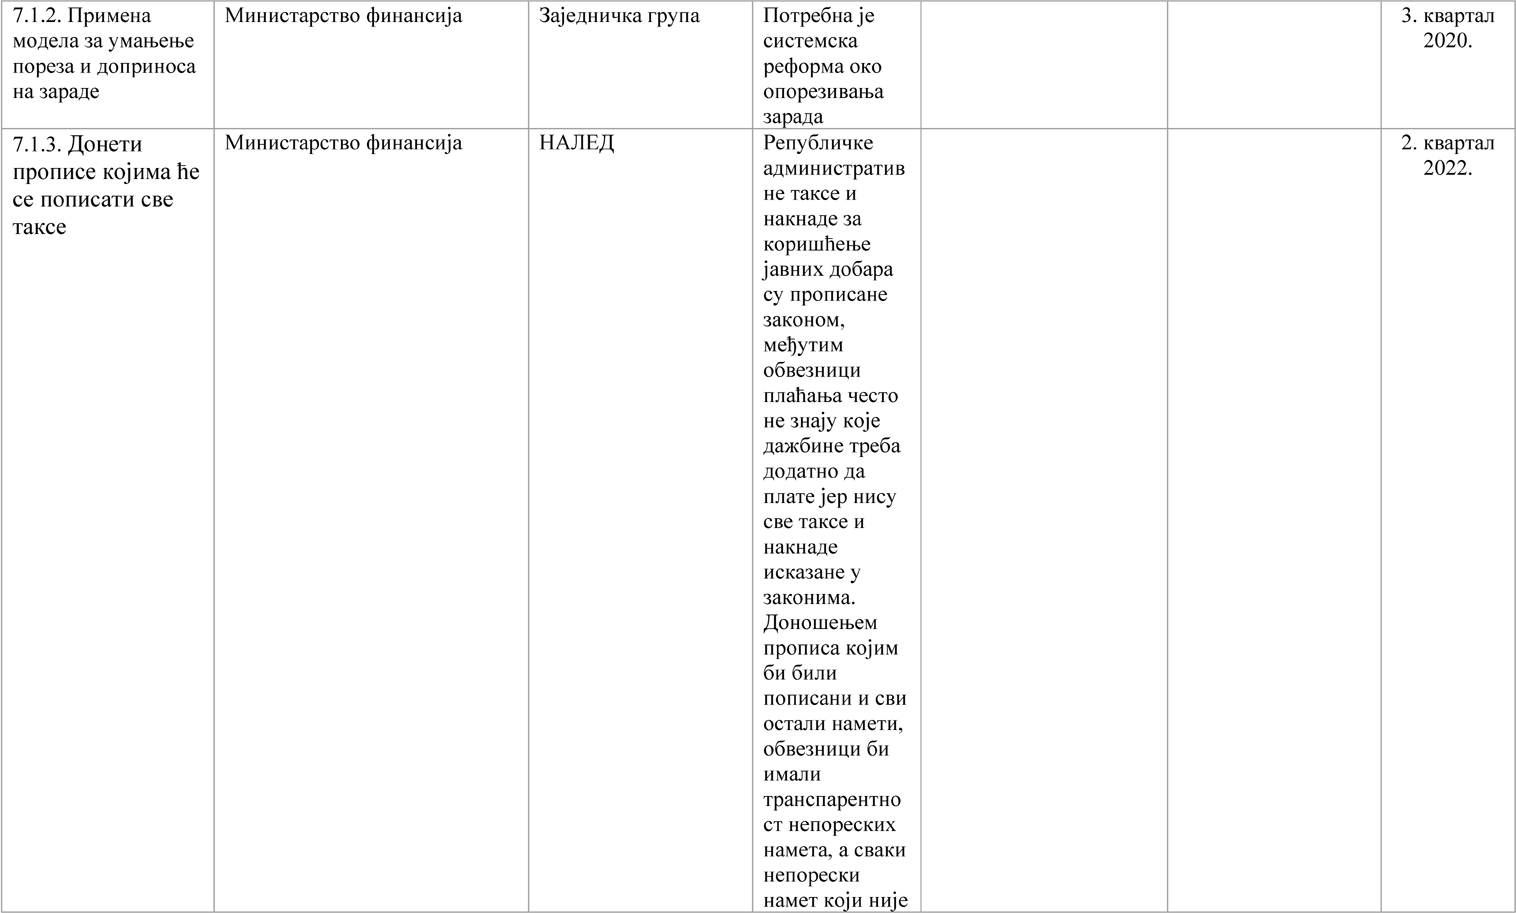 7.1.2. Примена
модела за умањење
пореза и доприноса
на зараде
Министарство финансија
Заједничка група
Потребна је
системска
реформа око
опорезивања
зарада
3. квартал
2020.
7.1.3. Донети
прописе којима ће
се пописати све
таксе
Министарство финансија
НАЛЕД
Републичке
административ
не таксе и
накнаде за
коришћење
јавних добара
су прописане
законом,
међутим
обвезници
плаћања често
не знају које
дажбине треба
додатно да
плате јер нису
све таксе и
накнаде
исказане у
законима.
Доношењем
прописа којим
би били
пописани и сви
остали намети,
обвезници би
имали
транспарентно
ст непореских
намета, а сваки
непорески
намет који није
2. квартал
2022.